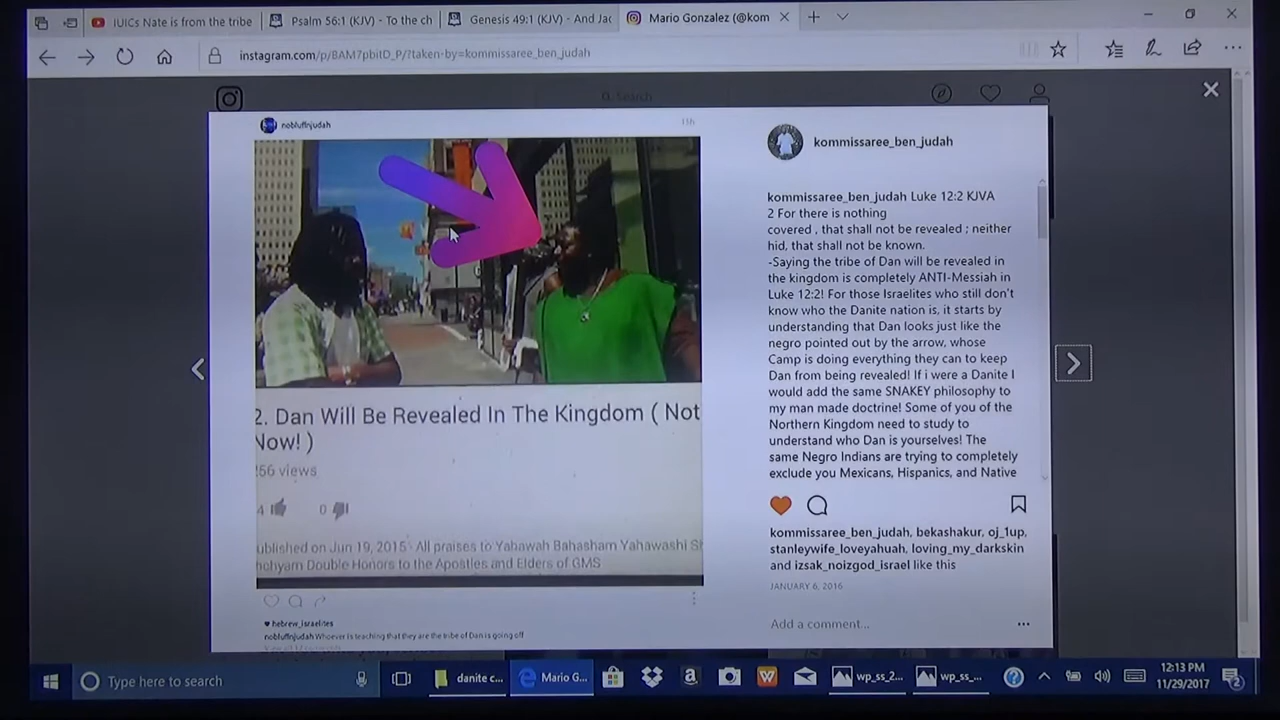 IUICs Nate is from the tribe
Psalm 56:1 (KJV) - To the ch
Genesis 49:1 (KJV) - And Jac
Mario Gonzalez (@kom
instagram.com/p/BAM7pbitD_P/?taken-by=kommissaree_ben_judah
Search
nobluffnjudah
15h
2. Dan Will Be Revealed In The Kingdom ( Not
Now! )
56 views
4
0
ublished on Jun 19, 2015 All praises to Yahawah Bahasham Yahawashi
Double Honors to the Apostles and Elders of GMS
hebrew_israelites
nobluffnjudah Whoever is teaching that they are the tribe of Dan is going off
kommissaree_ben_judah
kommissaree_ben_judah Luke 12:2 KJVA
2 For there is nothing
covered , that shall not be revealed ; neither
hid, that shall not be known.
-Saying the tribe of Dan will be revealed in
the kingdom is completely ANTI-Messiah in
Luke 12:2! For those Israelites who still don't
know who the Danite nation is, it starts by
understanding that Dan looks just like the
negro pointed out by the arrow, whose
Camp is doing everything they can to keep
Dan from being revealed! If i were a Danite I
would add the same SNAKEY philosophy to
my man made doctrine! Some of you of the
Northern Kingdom need to study to
understand who Dan is yourselves! The
same Negro Indians are trying to completely
exclude you Mexicans, Hispanics, and Native
kommissaree_ben_judah, bekashakur, oj_1up,
stanleywife_loveyahuah, loving_my_darkskin
and izsak_noizgod_israel like this
JANUARY 6, 2016
Add a comment...
Type here to search
danite c...
Mario G...
wp_ss_2...
wp_ss_...
12:13 PM
11/29/2017
2